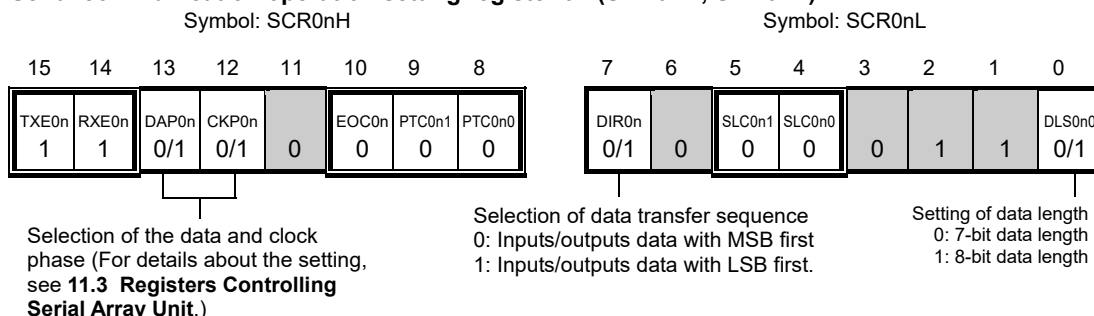 operation setting register
Symbol: SCR0nH
Symbol: SCR0nL
15 14 13 12 11 10 9 8
7 6 5 4 3 2 1 0
TXE0n RXE0n DAP0n CKP0n EOC0n PTC0n1 PTC0n0
1 1 0/1 0/1 0 0 0 0
DIR0n SLC0n1 SLC0n0 DLS0n0
0/1 0 0 0 0 1 1 0/1
Selection of the data and clock
phase (For details about the setting,
see 11.3 Registers Controlling
Serial Array Unit.)
Selection of data transfer sequence
0: Inputs/outputs data with MSB first
1: Inputs/outputs data with LSB first.
Setting of data length
0: 7-bit data length
1: 8-bit data length